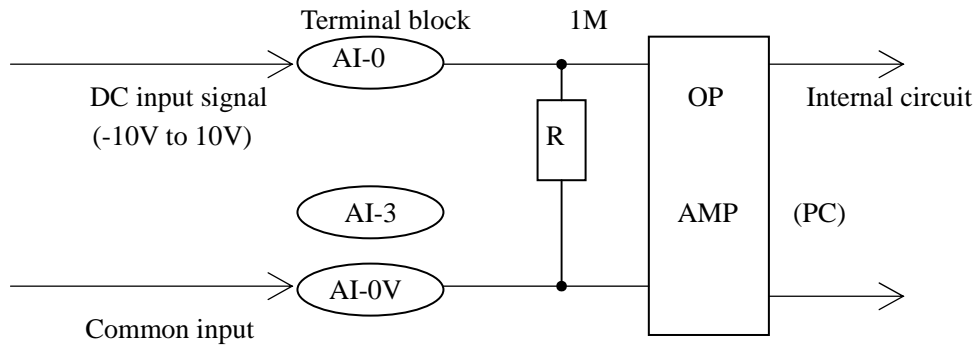 Terminal block
1M
AI-0
DC input signal
(-10V to 10V)
OP
Internal circuit
R
AI-3
AMP
(PC)
AI-0V
Common input